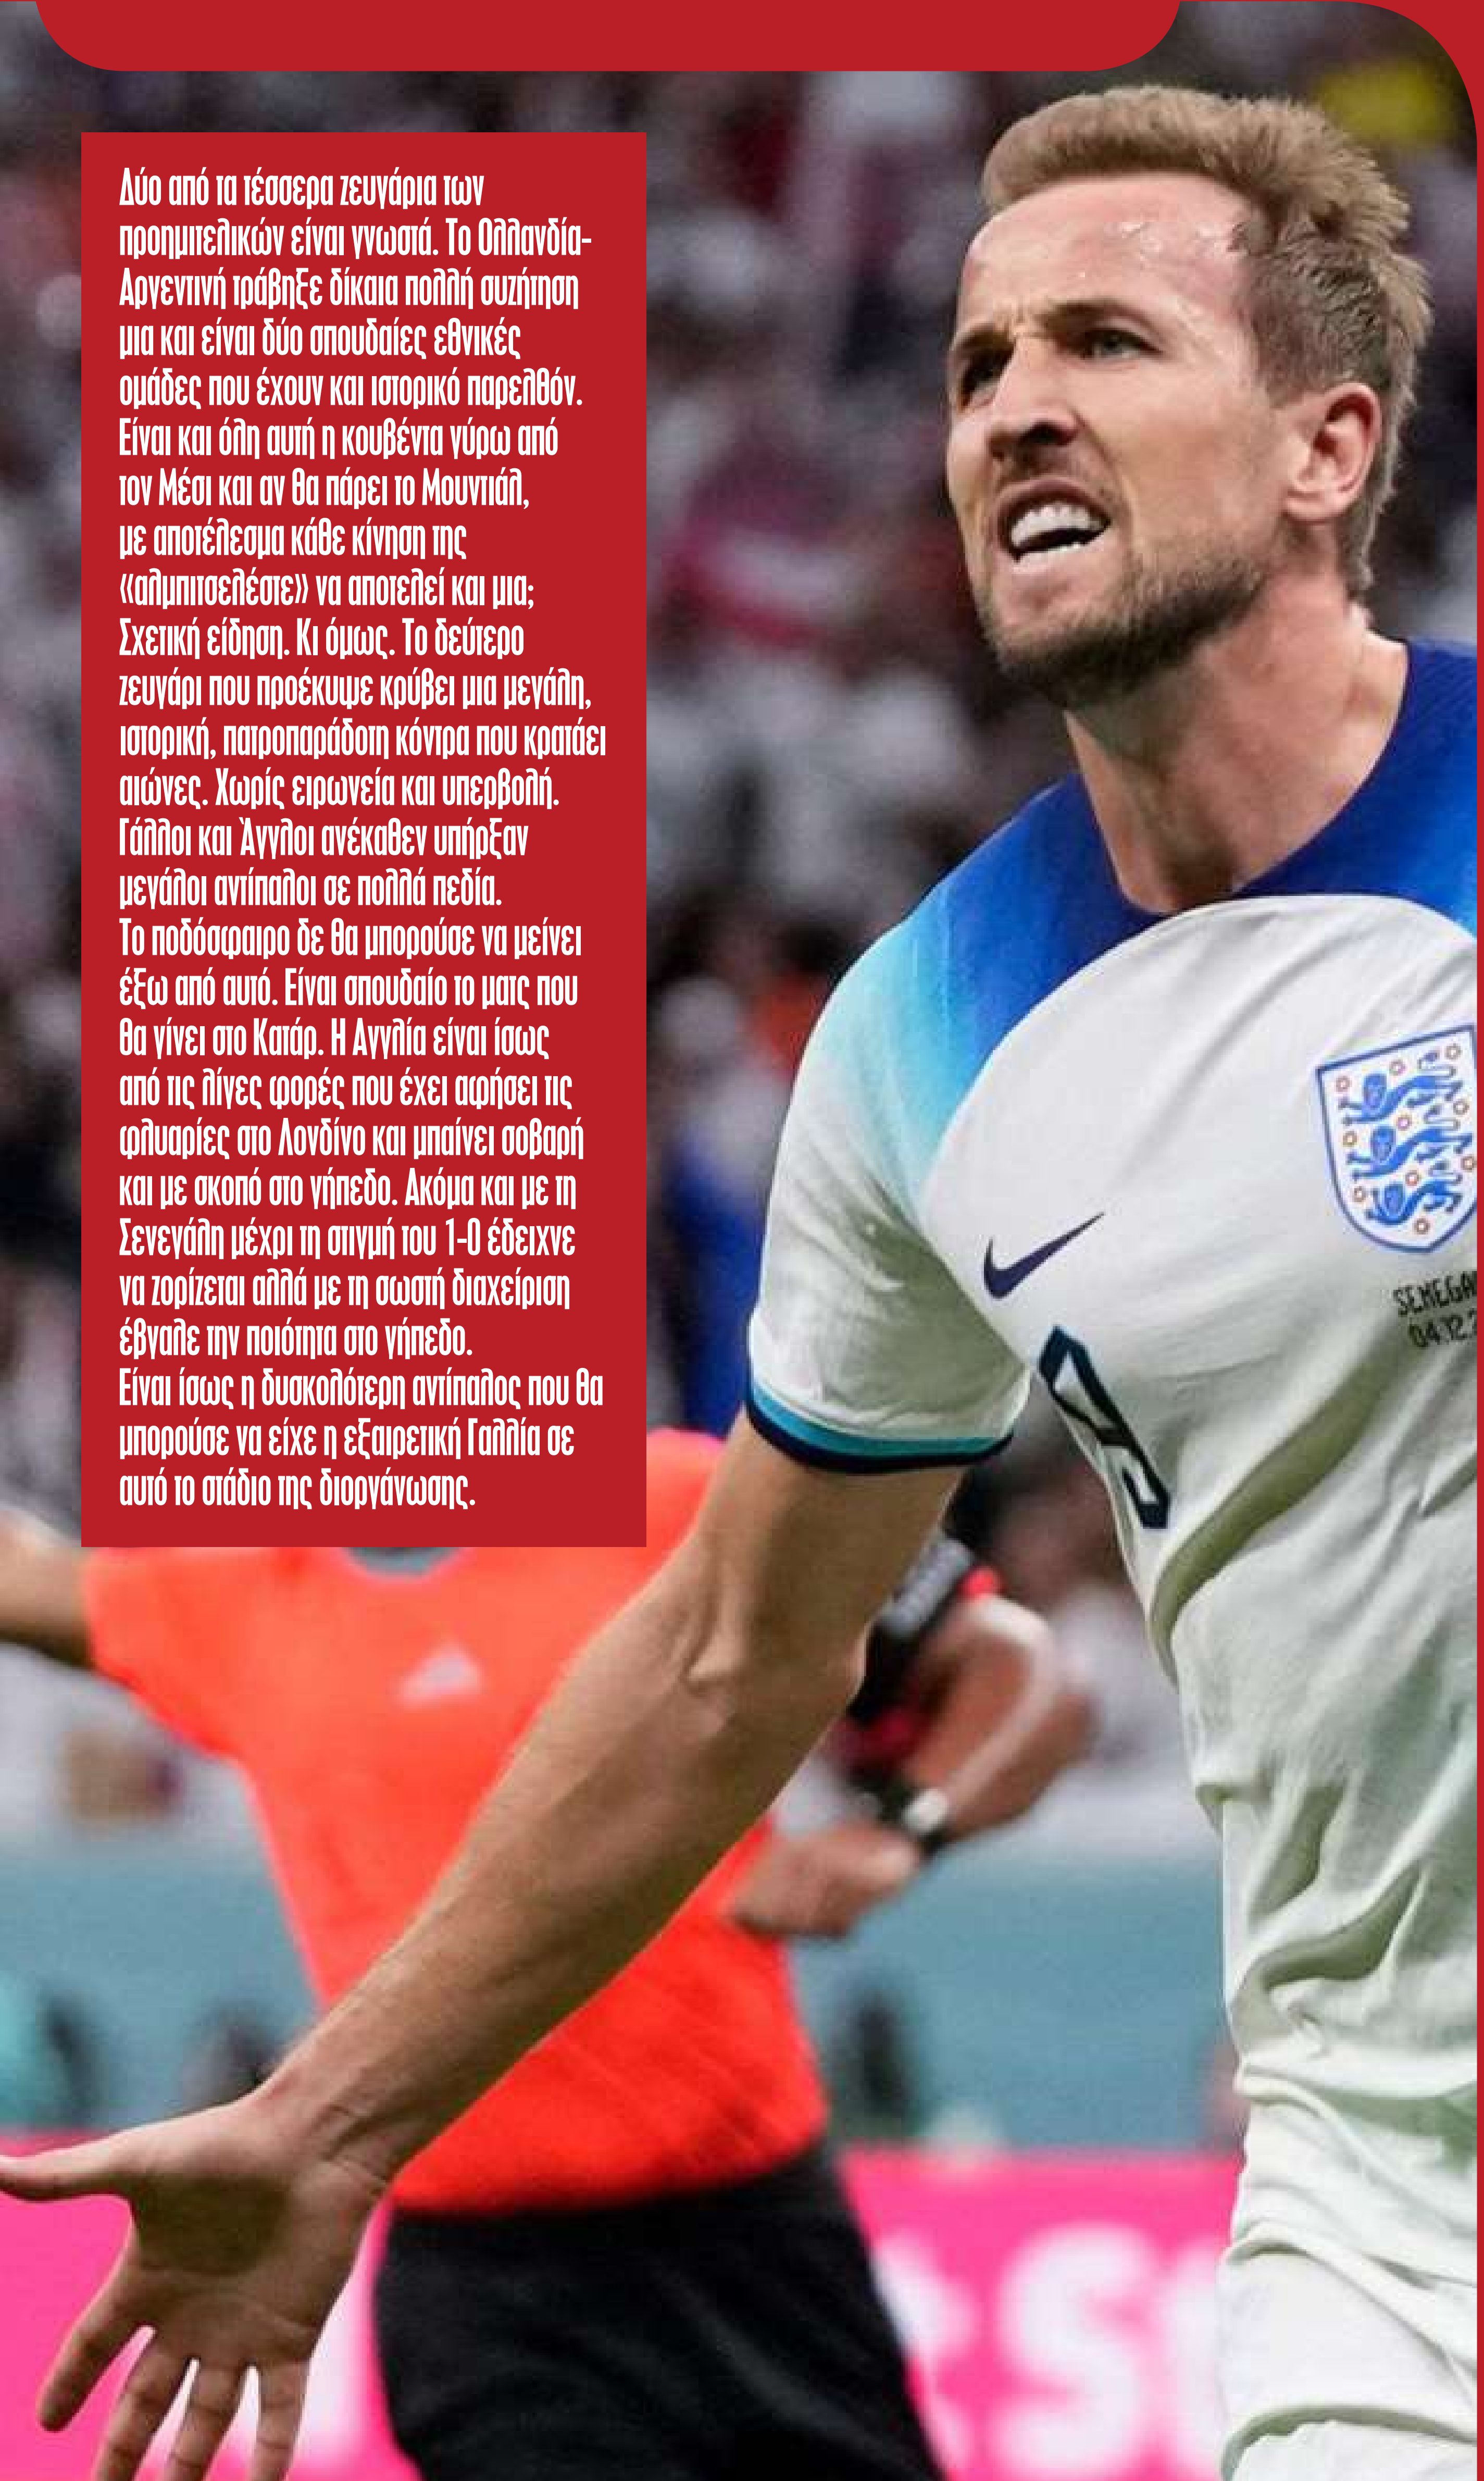 Δύο από τα τέσσερα ζευγάρια των
προημιτελικών είναι γνωστά. Το Ολλανδία-
Αργεντινή τράβηξε δίκαια πολλή συζήτηση
μια και είναι δύο σπουδαίες εθνικές
ομάδες που έχουν και ιστορικό παρελθόν.
Είναι και όλη αυτή η κουβέντα γύρω από
τον Μέσι και αν θα πάρει το Μουντιάλ,
με αποτέλεσμα κάθε κίνηση της
«αλμπιτσελέστε» να αποτελεί και μια;
Σχετική είδηση. Κι όμως. Το δεύτερο
ζευγάρι που προέκυψε κρύβει μια μεγάλη,
ιστορική, πατροπαράδοτη κόντρα που κρατάει
αιώνες. Χωρίς ειρωνεία και υπερβολή.
Γάλλοι και Ὰγγλοι ανέκαθεν υπήρξαν
μεγάλοι αντίπαλοι σε πολλά πεδία.
Το ποδόσφαιρο δε θα μπορούσε να μείνει
έξω από αυτό. Είναι σπουδαίο το ματς που
θα γίνει στο Κατάρ. Η Αγγλία είναι ίσως
από τις λίγες φορές που έχει αφήσει τις
φλυαρίες στο Λονδίνο και μπαίνει σοβαρή
και με σκοπό στο γήπεδο. Ακόμα και με τη
Σενεγάλη μέχρι τη στιγμή του 1-0 έδειχνε
να ζορίζεται αλλά με τη σωστή διαχείριση
έβγαλε την ποιότητα στο γήπεδο.
Είναι ίσως η δυσκολότερη αντίπαλος που θα
μπορούσε να είχε η εξαιρετική Γαλλία σε
αυτό το στάδιο της διοργάνωσης.
SENEGA
04.12.2
9